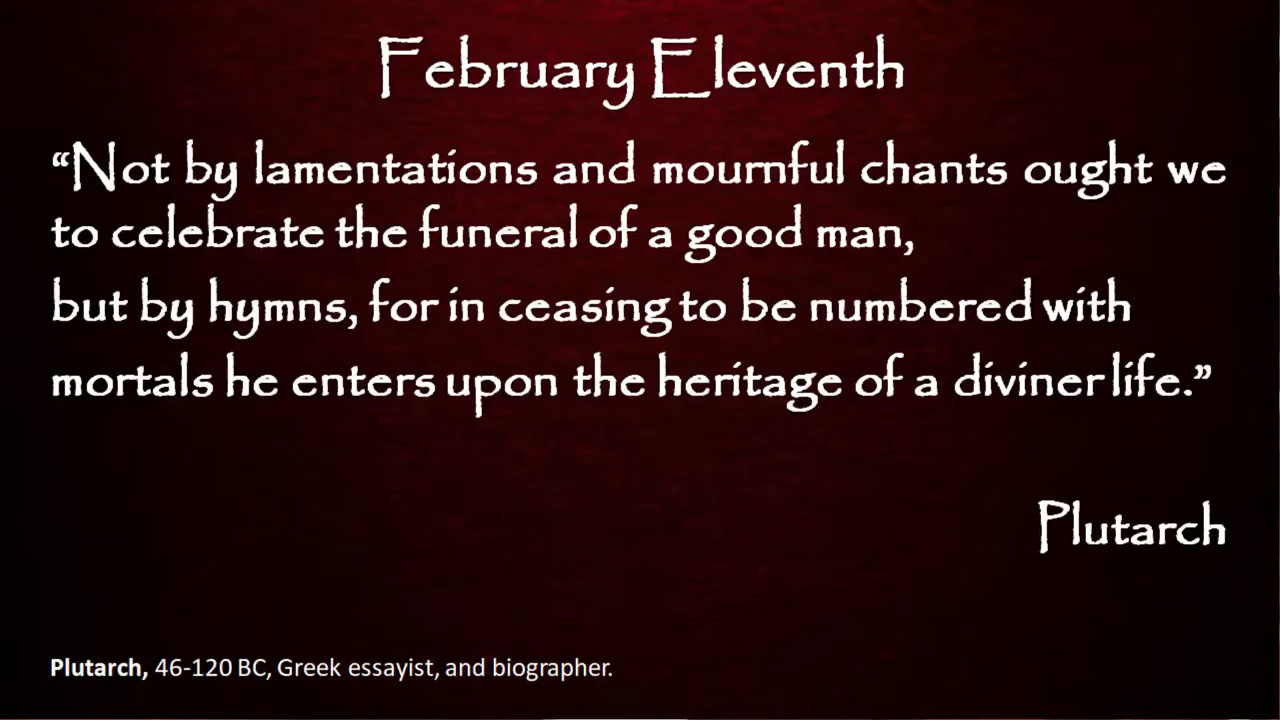 February Eleventh
“Not by lamentations and mournful chants ought we
to celebrate the funeral of a good man,
but by hymns, for in ceasing to be numbered with
mortals he enters upon the heritage of a diviner life.”
Plutarch
Plutarch, 46-120 BC, Greek essayist, and biographer.